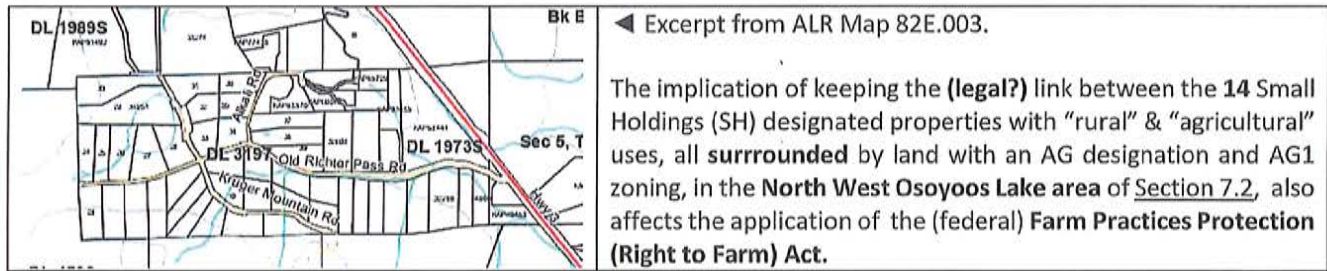 DL 1989S
Bk E
Alkali Rd
DL 3197
Old Richter Pass Rd
DL 1973S
Sec 5, T
Kruger Mountain Rd
Hwy 3
◄ Excerpt from ALR Map 82E.003.
The implication of keeping the (legal?) link between the 14 Small
Holdings (SH) designated properties with “rural” & “agricultural”
uses, all surrrounded by land with an AG designation and AG1
zoning, in the North West Osoyoos Lake area of Section 7.2, also
affects the application of the (federal) Farm Practices Protection
(Right to Farm) Act.